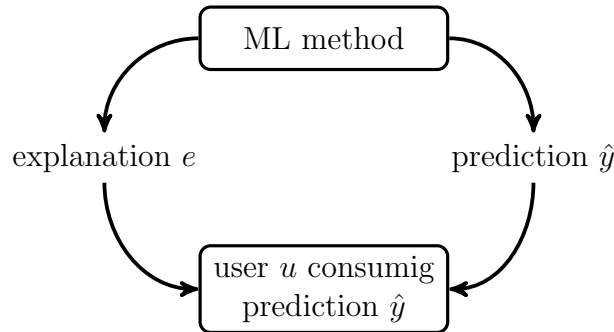 ML method
explanation e
prediction ŷ
user u consumig
prediction ŷ